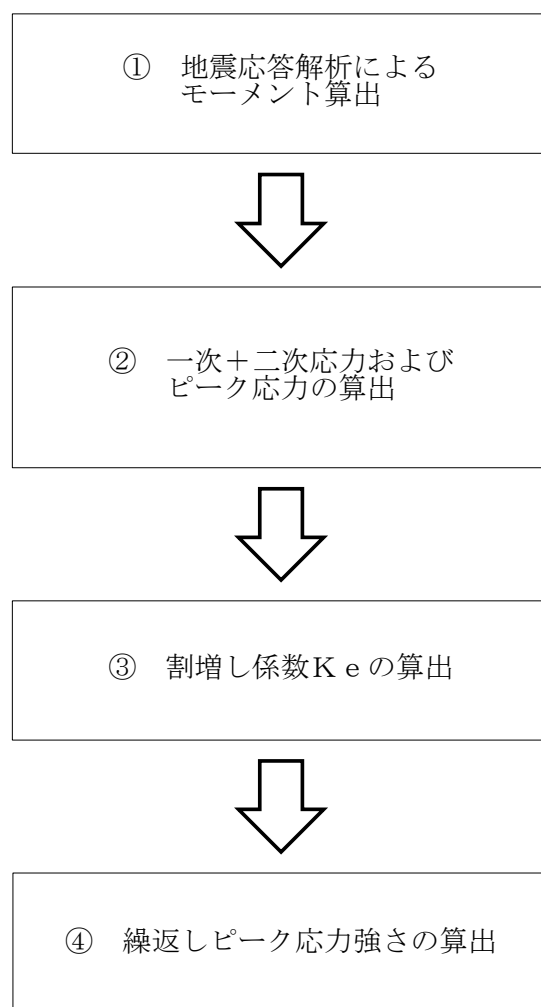 ① 地震応答解析による
モーメント算出
② 一次＋二次応力および
ピーク応力の算出
③ 割増し係数Ｋｅの算出
④ 繰返しピーク応力強さの算出